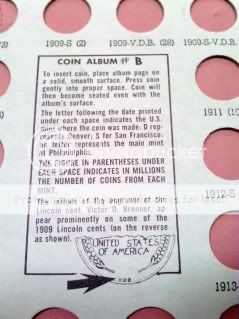 1909-S (2)
1909-S-V.D.B. (28)
1911
COIN ALBUM # B
To insert coin, place album page on
a solid, smooth surface. Press coin
gently into proper space. Coin will
then become seated even with the
album's surface.
The letter following the date printed
under each space indicates the U.S.
mint where the coin was made: D rep-
resents Denver; S for San Francisco;
no letter represents the main mint
at Philadelphia.
THE FIGURE IN PARENTHESES UNDER
EACH SPACE INDICATES IN MILLIONS
THE NUMBER OF COINS FROM EACH
MINT.
The initials of the engraver of the
Lincoln cent, Victor D. Brenner, ap-
pear prominently on some of the
1909 Lincoln cents (on the reverse
as shown).
UNITED STATES
OF AMERICA
V.D.B.
1911 (10
1912-S
1913-